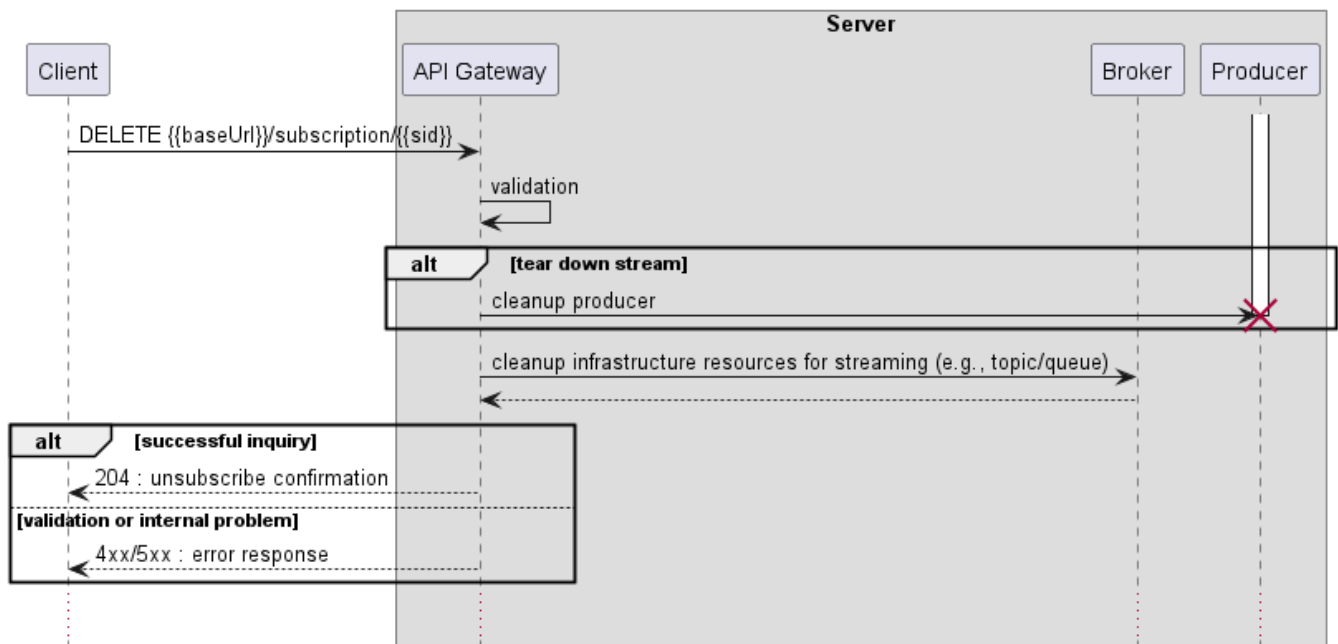 Server
Client
API Gateway
Broker
Producer
DELETE {{baseUrl}}/subscription/{{sid}}
validation
alt [tear down stream]
cleanup producer
cleanup infrastructure resources for streaming (e.g., topic/queue)
alt [successful inquiry]
204 : unsubscribe confirmation
[validation or internal problem]
4xx/5xx : error response